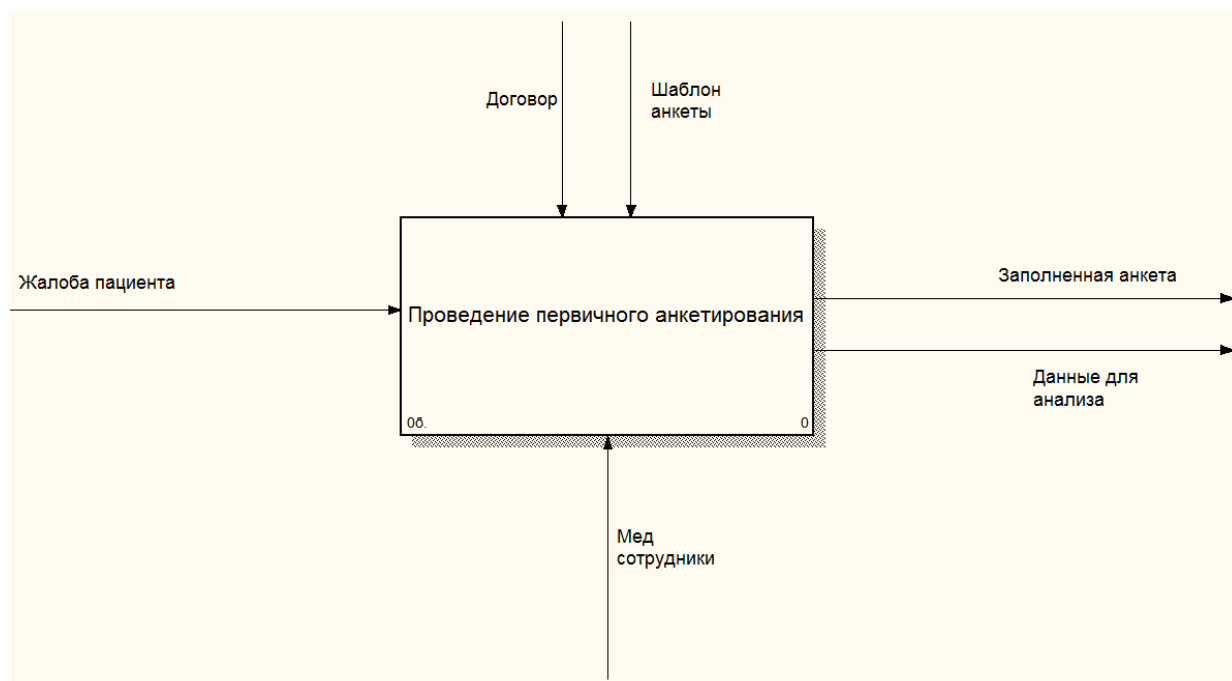 Договор
Шаблон
анкеты
Жалоба пациента
Заполненная анкета
Проведение первичного анкетирования
Данные для
анализа
0б.
0
Мед
сотрудники